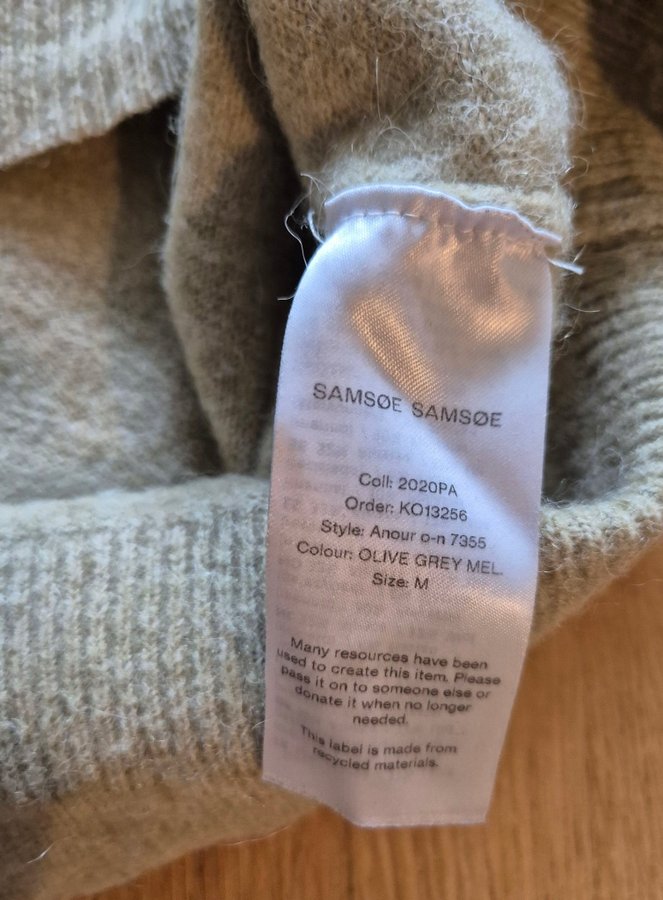 SAMSØE SAMSØE
Coll: 2020PA
Order: KO13256
Style: Anour o-n 7355
Colour: OLIVE GREY MEL.
Size: M
Many resources have been
used to create this item. Please
pass it on to someone else or
donate it when no longer
needed.
This label is made from
recycled materials.